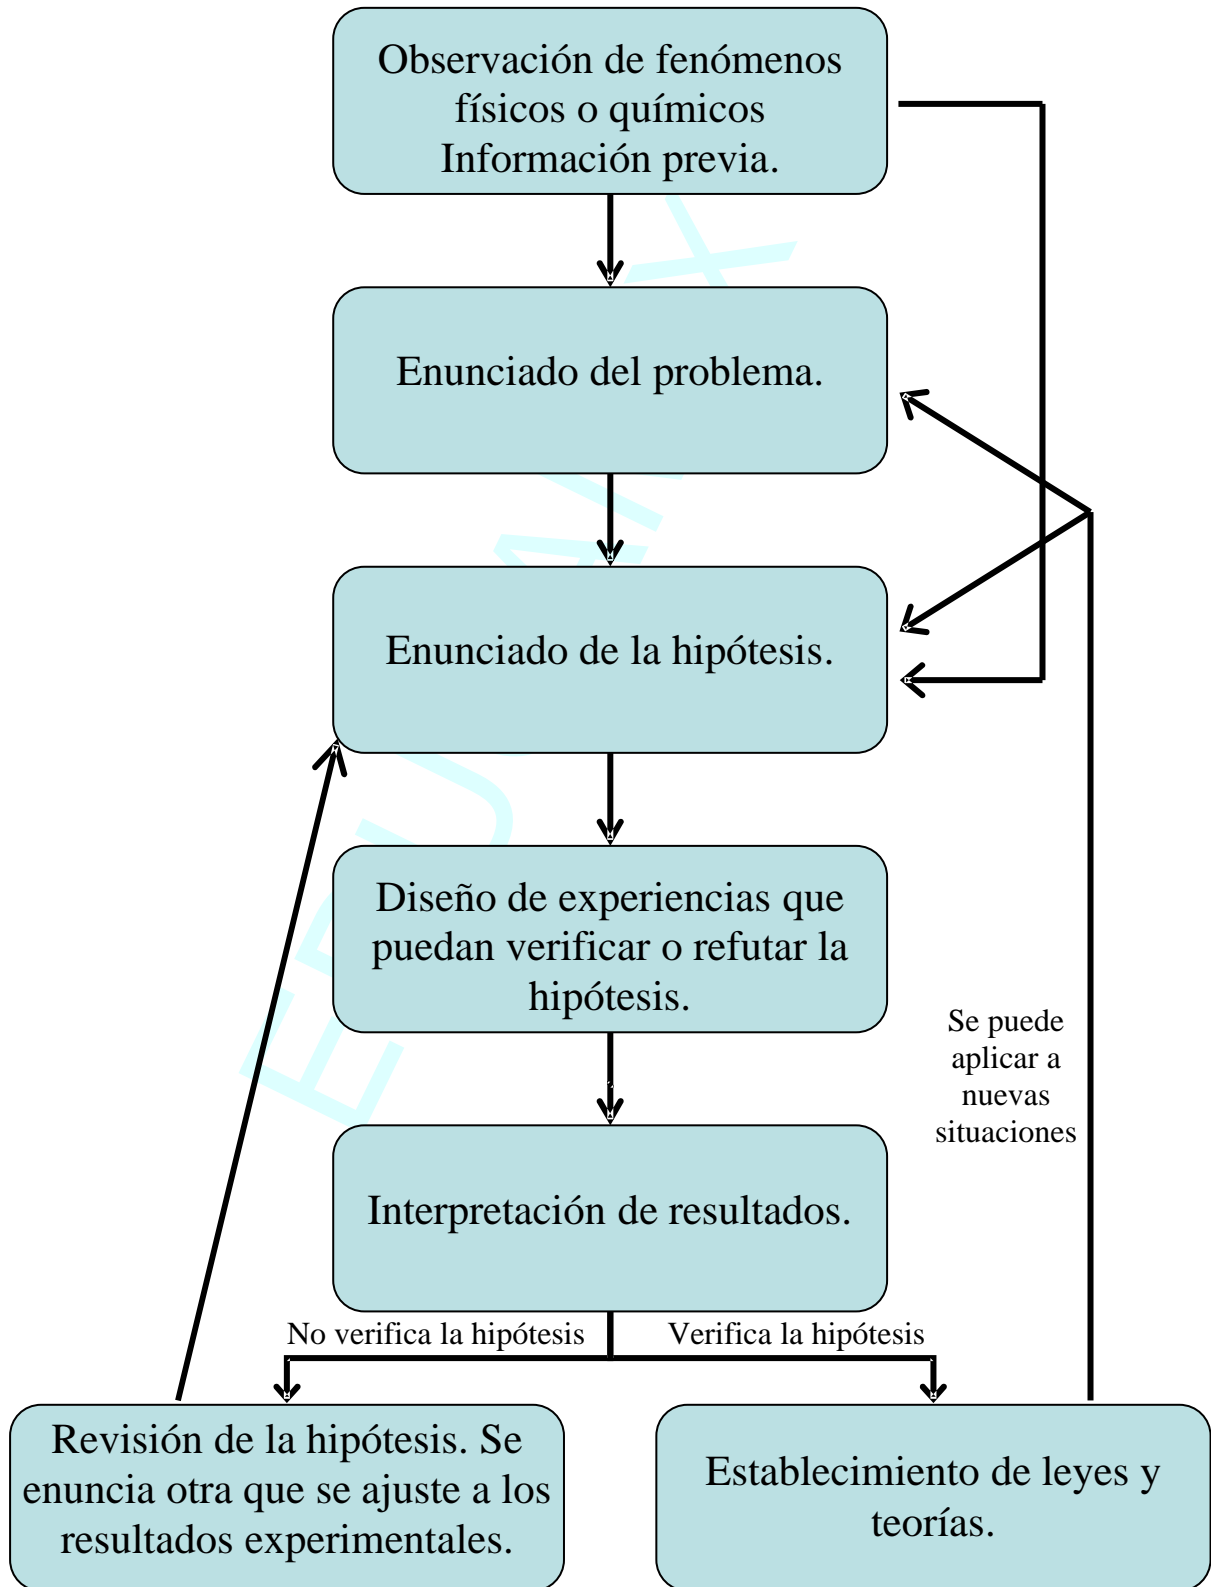 Observación de fenómenos
físicos o químicos
Información previa.
Enunciado del problema.
Enunciado de la hipótesis.
Diseño de experiencias que
puedan verificar o refutar la
hipótesis.
Se puede
aplicar a
nuevas
situaciones
Interpretación de resultados.
No verifica la hipótesis
Verifica la hipótesis
Revisión de la hipótesis. Se
enuncia otra que se ajuste a los
resultados experimentales.
Establecimiento de leyes y
teorías.